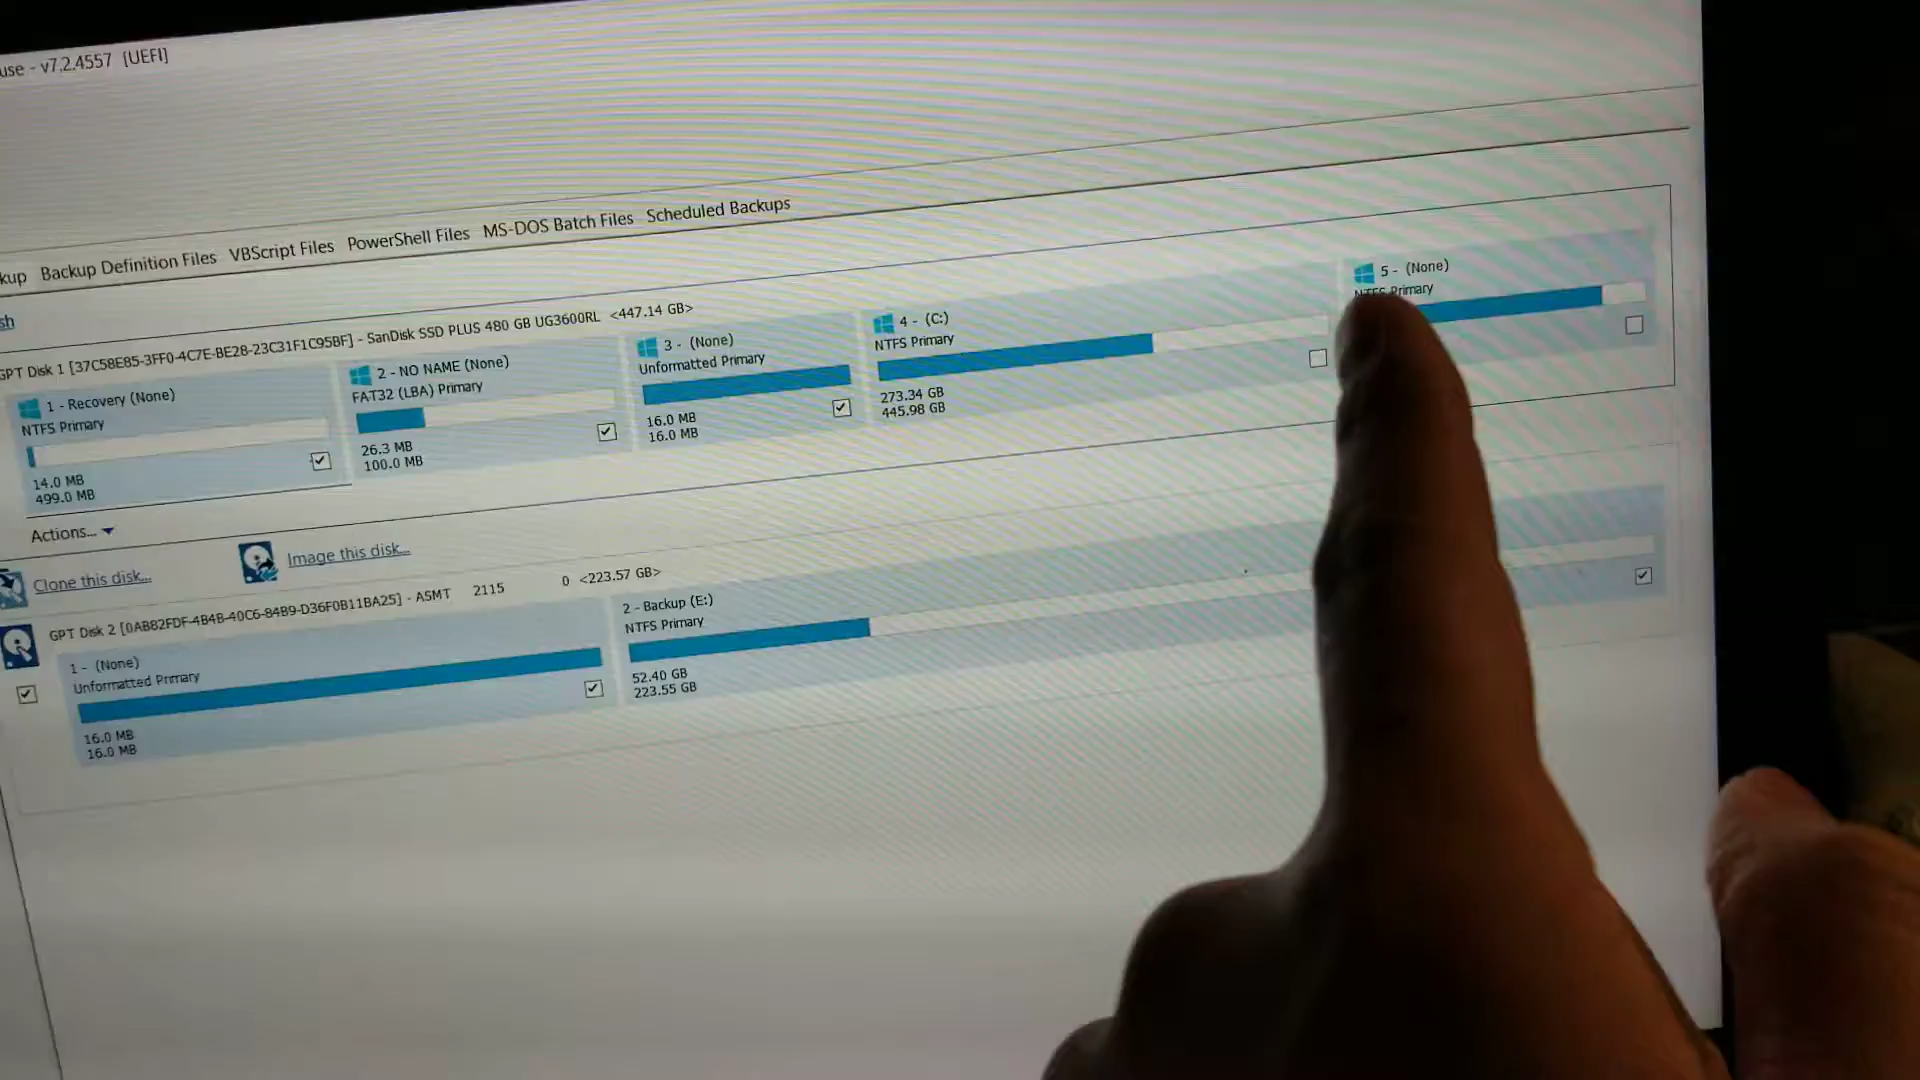 use - v7.2.4557 [UEFI]
kup Backup Definition Files VBScript Files PowerShell Files MS-DOS Batch Files Scheduled Backups
sh
GPT Disk 1 [37C58E85-3FF0-4C7E-BE28-23C31F1C95BF] - SanDisk SSD PLUS 480 GB UG3600RL <447.14 GB>
1 - Recovery (None)
NTFS Primary
14.0 MB
499.0 MB
2 - NO NAME (None)
FAT32 (LBA) Primary
26.3 MB
100.0 MB
3 - (None)
Unformatted Primary
16.0 MB
16.0 MB
4 - (C:)
NTFS Primary
273.34 GB
445.98 GB
5 - (None)
NTFS Primary
Actions...
Clone this disk...
Image this disk...
GPT Disk 2 [0AB82FDF-4B4B-40C6-84B9-D36F0B11BA25] - ASMT 2115 0 <223.57 GB>
1 - (None)
Unformatted Primary
16.0 MB
16.0 MB
2 - Backup (E:)
NTFS Primary
52.40 GB
223.55 GB